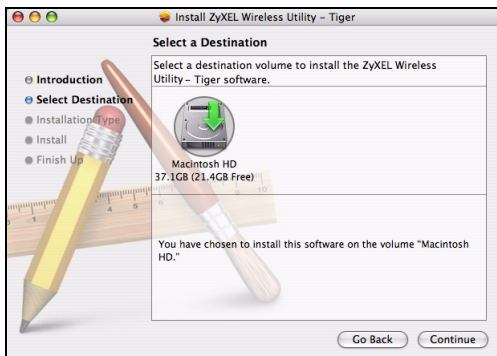 Install ZyXEL Wireless Utility – Tiger
Select a Destination
Introduction
Select Destination
Installation Type
Install
Finish Up
Select a destination volume to install the ZyXEL Wireless
Utility – Tiger software.
Macintosh HD
37.1GB (21.4GB Free)
You have chosen to install this software on the volume "Macintosh
HD."
Go Back
Continue